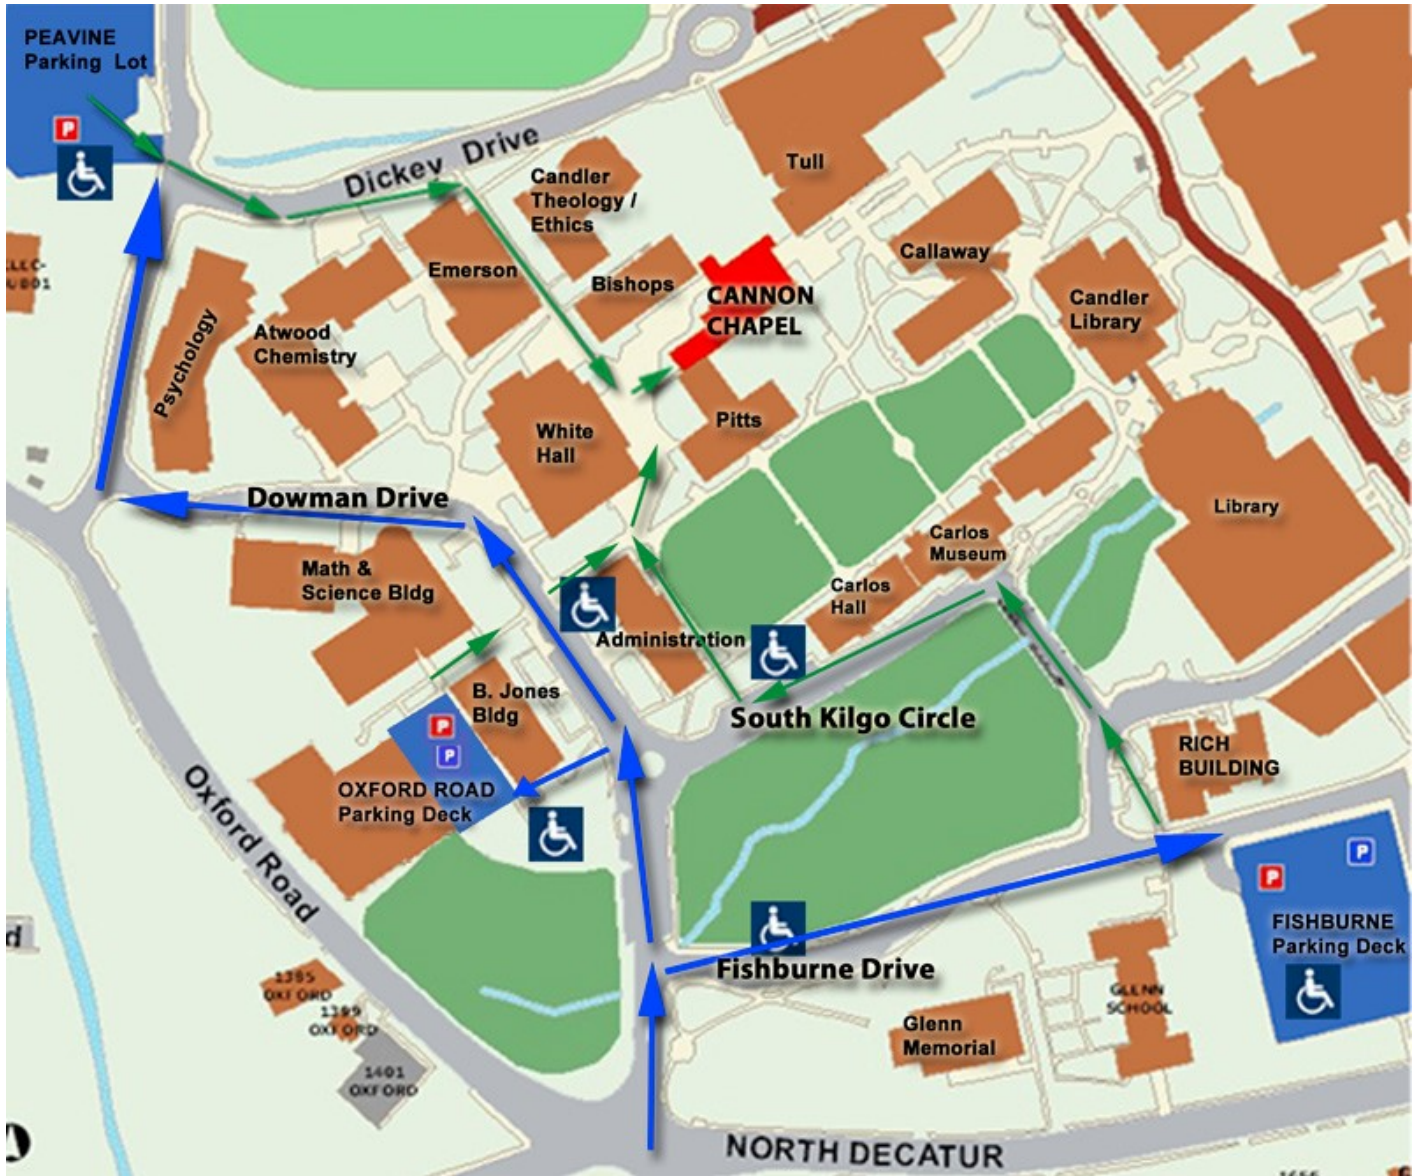 PEAVINE
Parking Lot
P
Dickey Drive
Tull
Candler
Theology /
Ethics
Callaway
Emerson
Bishops
CANNON
CHAPEL
Candler
Library
Psychology
Atwood
Chemistry
White
Hall
Pitts
Dowman Drive
Library
Carlos
Museum
Math &
Science Bldg
Carlos
Hall
Administration
B. Jones
Bldg
South Kilgo Circle
P
P
RICH
BUILDING
OXFORD ROAD
Parking Deck
Oxford Road
P
P
FISHBURNE
Parking Deck
Fishburne Drive
d
1385
OXFORD
1399
OXFORD
GLENN
SCHOOL
Glenn
Memorial
1401
OXFORD
NORTH DECATUR